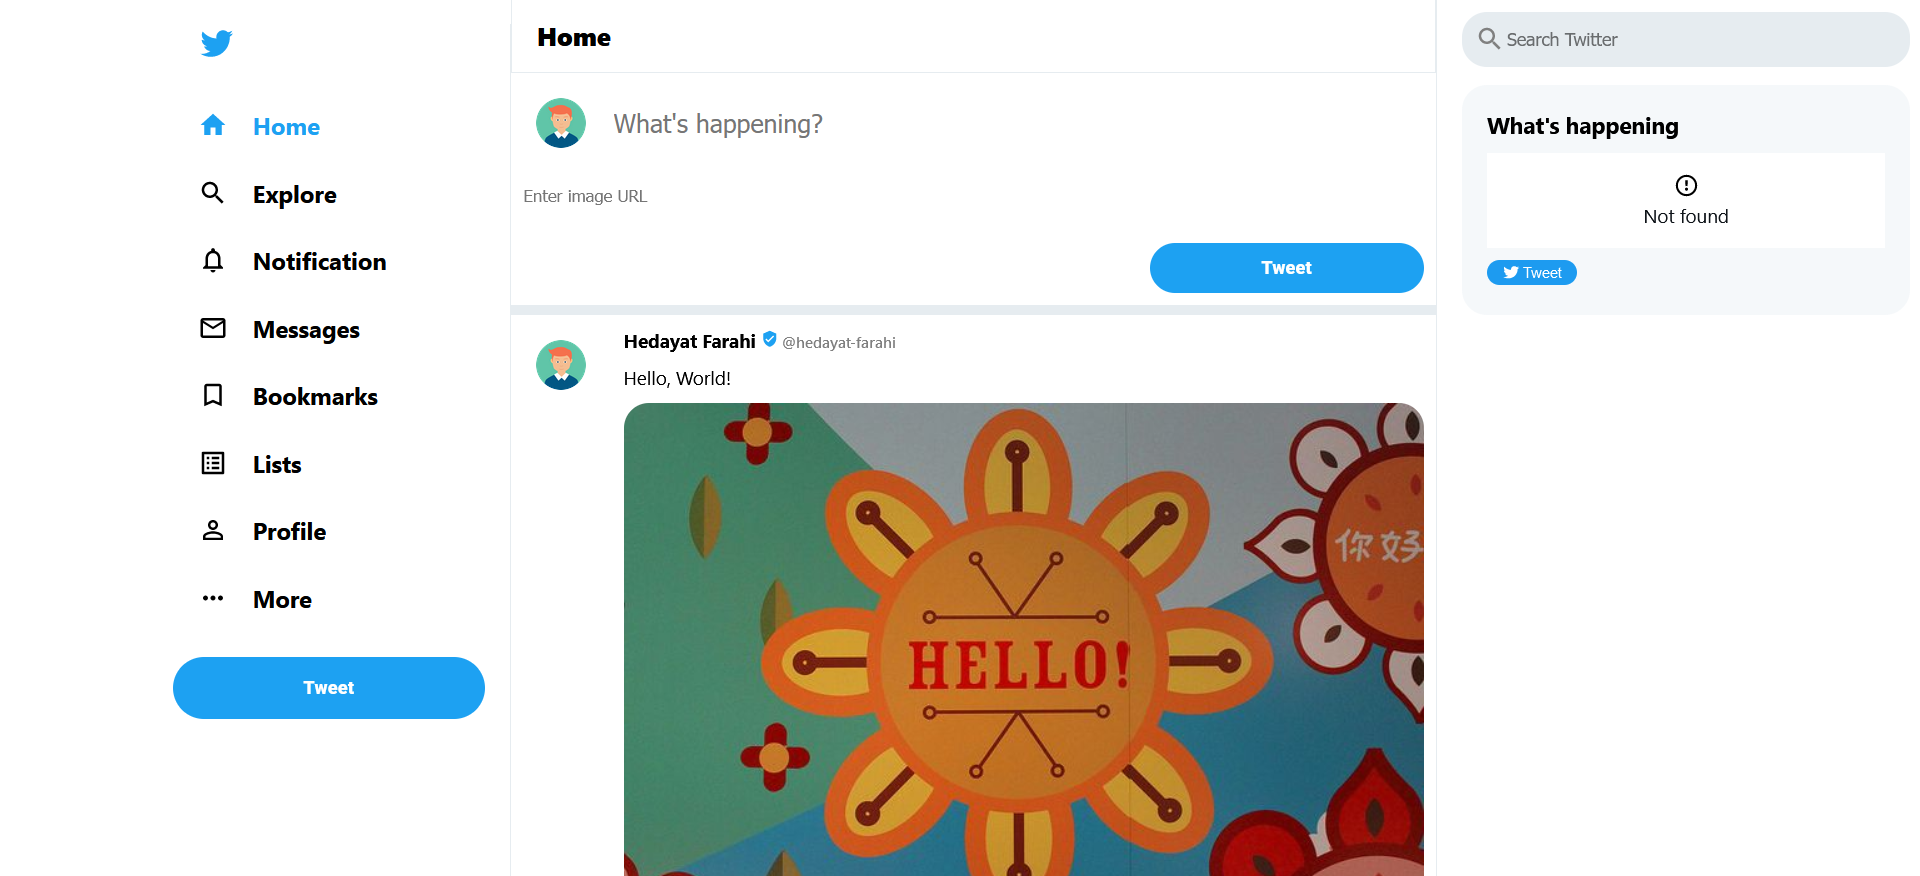 Home
Explore
Notification
Messages
Bookmarks
Lists
Profile
More
Tweet
Home
What's happening?
Enter image URL
Tweet
Hedayat Farahi @hedayat-farahi
Hello, World!
HELLO!
你好
Search Twitter
What's happening
Not found
Tweet